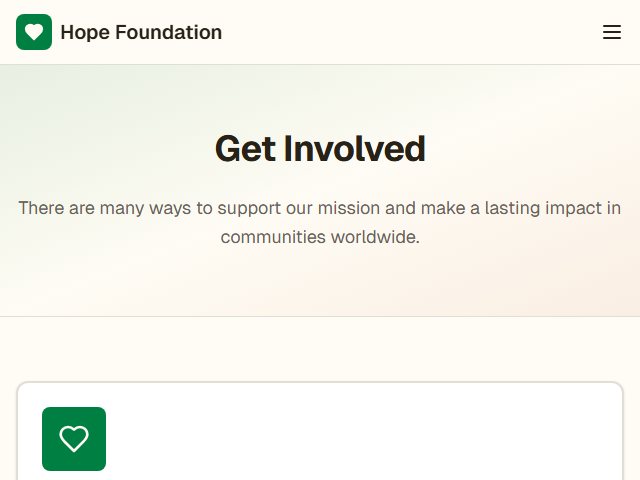 Hope Foundation
Get Involved
There are many ways to support our mission and make a lasting impact in
communities worldwide.